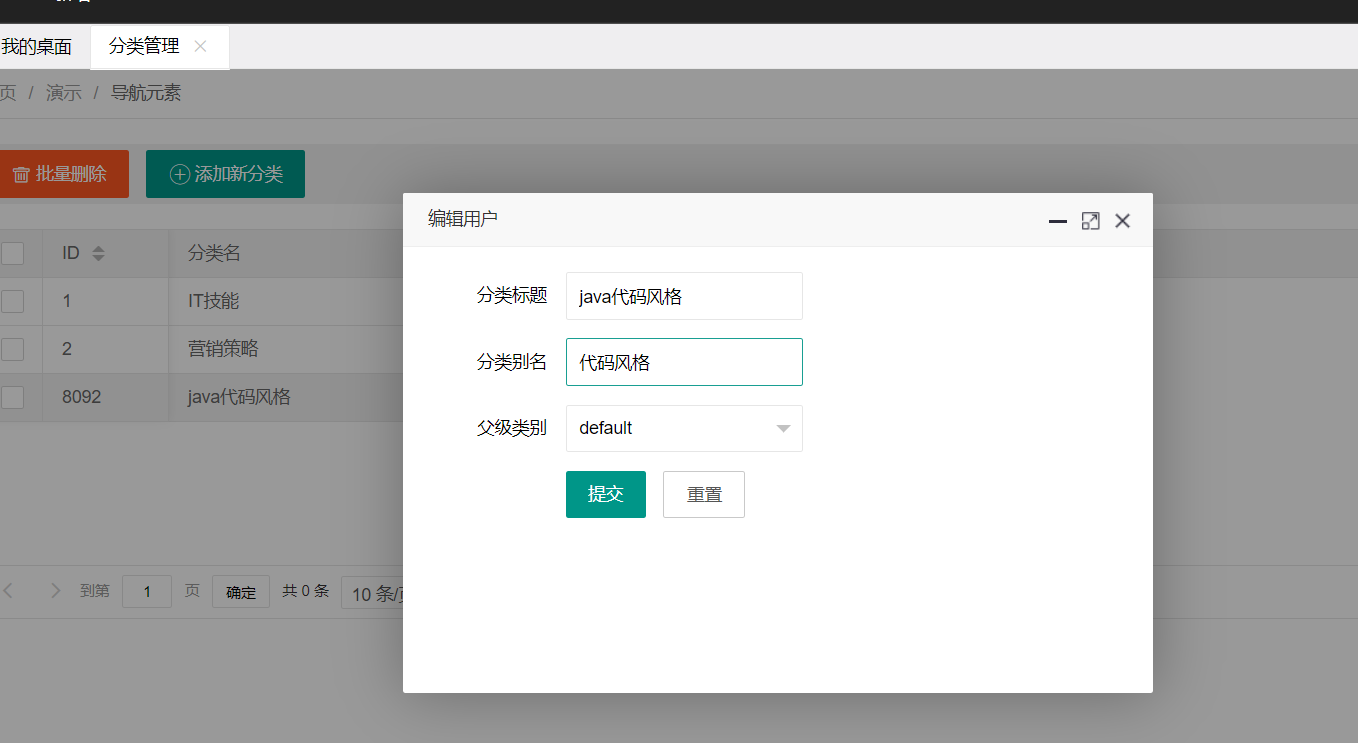 我的桌面 分类管理
页 / 演示 / 导航元素
批量删除 添加新分类
编辑用户
ID 分类名
分类标题 java代码风格
1 IT技能
2 营销策略
分类别名 代码风格
8092 java代码风格
父级类别 default
提交 重置
到第 1 页 确定 共 0 条 10 条/页